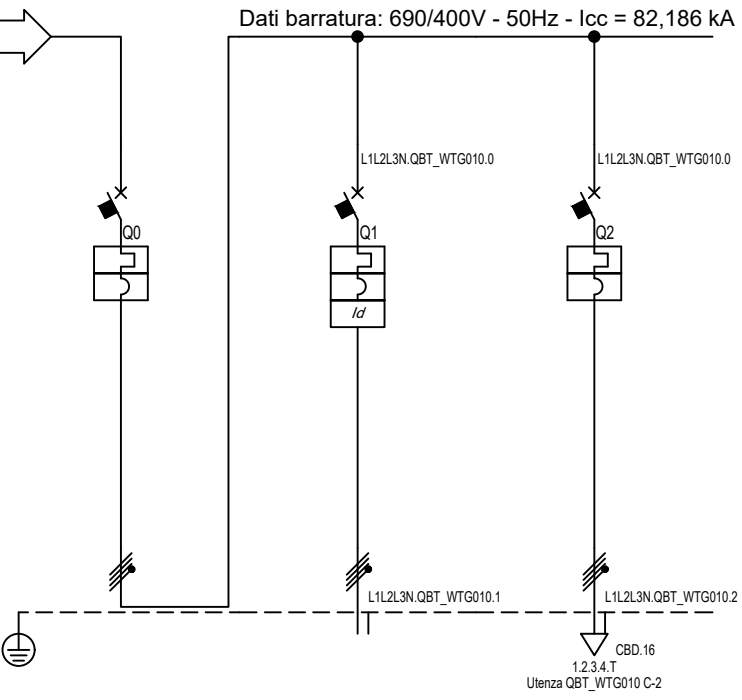 Dati barratura: 690/400V - 50Hz - Icc = 82,186 kA
L1L2L3N.QBT_WTG010.0
L1L2L3N.QBT_WTG010.0
Q0
Q1
Q2
Id
L1L2L3N.QBT_WTG010.1
L1L2L3N.QBT_WTG010.2
CBD.16
1.2.3.4.T
Utenza QBT_WTG010 C-2